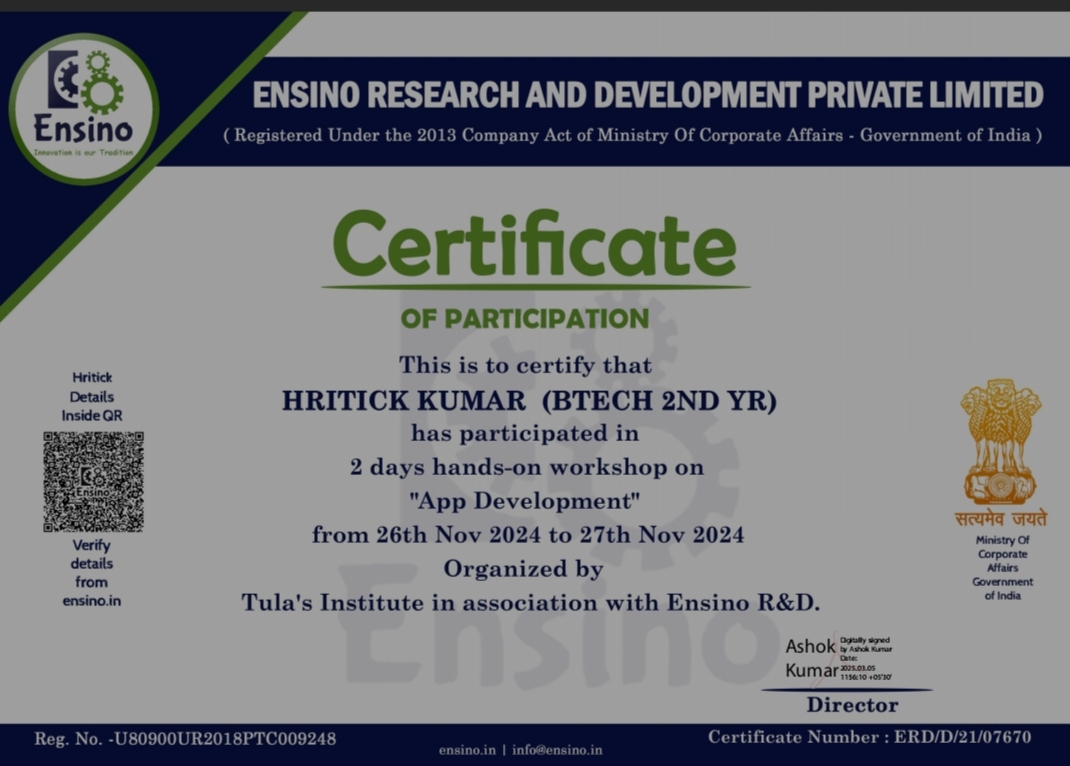 Ensino
Innovation is our Tradition
ENSINO RESEARCH AND DEVELOPMENT PRIVATE LIMITED
( Registered Under the 2013 Company Act of Ministry Of Corporate Affairs - Government of India )
Certificate
OF PARTICIPATION
This is to certify that
HRITICK KUMAR (BTECH 2ND YR)
has participated in
2 days hands-on workshop on
"App Development"
from 26th Nov 2024 to 27th Nov 2024
Organized by
Tula's Institute in association with Ensino R&D.
Hritick
Details
Inside QR
Ensino
Verify
details
from
ensino.in
सत्यमेव जयते
Ministry Of
Corporate
Affairs
Government
of India
Ensino
Ashok
Kumar
Digitally signed
by Ashok Kumar
Date:
2025.03.05
11:56:10 +05'30'
Director
Reg. No. -U80900UR2018PTC009248
ensino.in | info@ensino.in
Certificate Number : ERD/D/21/07670